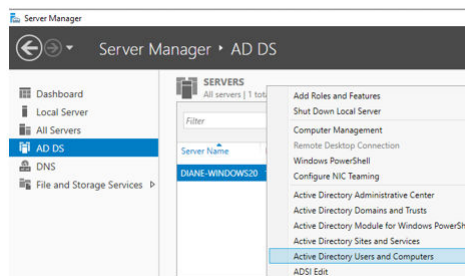 Server Manager
Server Manager • AD DS
Dashboard
Local Server
All Servers
AD DS
DNS
File and Storage Services
SERVERS
All servers | 1
Filter
Server Name
DIANE-WINDOWS20
Add Roles and Features
Shut Down Local Server
Computer Management
Remote Desktop Connection
Windows PowerShell
Configure NIC Teaming
Active Directory Administrative Center
Active Directory Domains and Trusts
Active Directory Module for Windows PowerSh
Active Directory Sites and Services
Active Directory Users and Computers
ADSI Edit